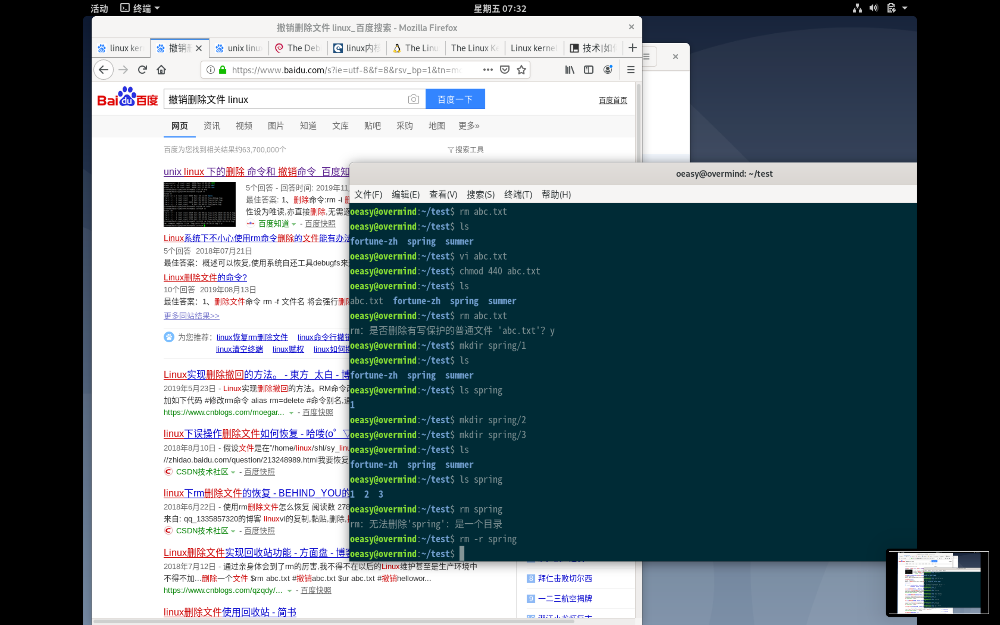 活动 终端 星期五 07:32
撤销删除文件 linux_百度搜索 - Mozilla Firefox
linux ker 撤销删 unix linu The Deb linux内核 The Linu The Linux Ke Linux kernel 技术|如何
https://www.baidu.com/s?ie=utf-8&f=8&rsv_bp=1&tn=mo
Bai du 百度 撤销删除文件 linux 百度一下 百度首页
网页 资讯 视频 图片 知道 文库 贴吧 采购 地图 更多»
百度为您找到相关结果约63,700,000个 搜索工具
unix linux 下的删除 命令和 撤销命令_百度知
5个回答 - 回答时间: 2019年11
最佳答案: 1、删除命令:rm -i 删
性设为唯读,亦直接删除,无需逐
百度知道 - 百度快照
Linux系统下不小心使用rm命令删除的文件能有办法
5个回答 2018年07月21日
最佳答案：概述可以恢复,使用系统自还工具debugfs来
Linux删除文件的命令?
10个回答 2019年08月13日
最佳答案：1、删除文件命令 rm -f 文件名 将会强行删除
更多同站结果>>
为您推荐： linux恢复rm删除文件 linux命令行撤销
linux清空终端 linux赋权 linux如何
Linux实现删除撤回的方法。 - 東方_太白 - 博
2019年5月23日 - Linux实现删除撤回的方法。RM命令改
加如下代码 #修改rm命令 alias rm=delete #命令别名,通
https://www.cnblogs.com/moegar... - 百度快照
linux下误操作删除文件如何恢复 - 哈喽(o゜▽
2018年8月10日 - 假设文件是在"/home/linux/shl/sy_linu
//zhidao.baidu.com/question/213248989.html我要恢复
CSDN技术社区 - 百度快照
linux下rm删除文件的恢复 - BEHIND_YOU的
2018年6月22日 - 使用rm删除文件怎么恢复 阅读数 278
来自: qq_1335857320的博客 linuxvi的复制,黏贴,删除,
CSDN技术社区 - 百度快照
Linux删除文件实现回收站功能 - 方面盘 - 博客
2018年7月12日 - 通过亲身体会到了rm的厉害,我不得不在以后的Linux维护甚至是生产环境中
不得不加...删除一个文件 $rm abc.txt #撤销abc.txt $ur abc.txt #撤销hellowor...
https://www.cnblogs.com/qzqdy/... - 百度快照
linux删除文件使用回收站 - 简书
8 拜仁击败切尔西
9 一二三航空揭牌
oeasy@overmind: ~/test
文件(F) 编辑(E) 查看(V) 搜索(S) 终端(T) 帮助(H)
oeasy@overmind:~/test$ rm abc.txt
oeasy@overmind:~/test$ ls
fortune-zh spring summer
oeasy@overmind:~/test$ vi abc.txt
oeasy@overmind:~/test$ chmod 440 abc.txt
oeasy@overmind:~/test$ ls
abc.txt fortune-zh spring summer
oeasy@overmind:~/test$ rm abc.txt
rm：是否删除有写保护的普通文件 'abc.txt'？y
oeasy@overmind:~/test$ mkdir spring/1
oeasy@overmind:~/test$ ls
fortune-zh spring summer
oeasy@overmind:~/test$ ls spring
1
oeasy@overmind:~/test$ mkdir spring/2
oeasy@overmind:~/test$ mkdir spring/3
oeasy@overmind:~/test$ ls
fortune-zh spring summer
oeasy@overmind:~/test$ ls spring
1 2 3
oeasy@overmind:~/test$ rm spring
rm: 无法删除'spring': 是一个目录
oeasy@overmind:~/test$ rm -r spring
oeasy@overmind:~/test$